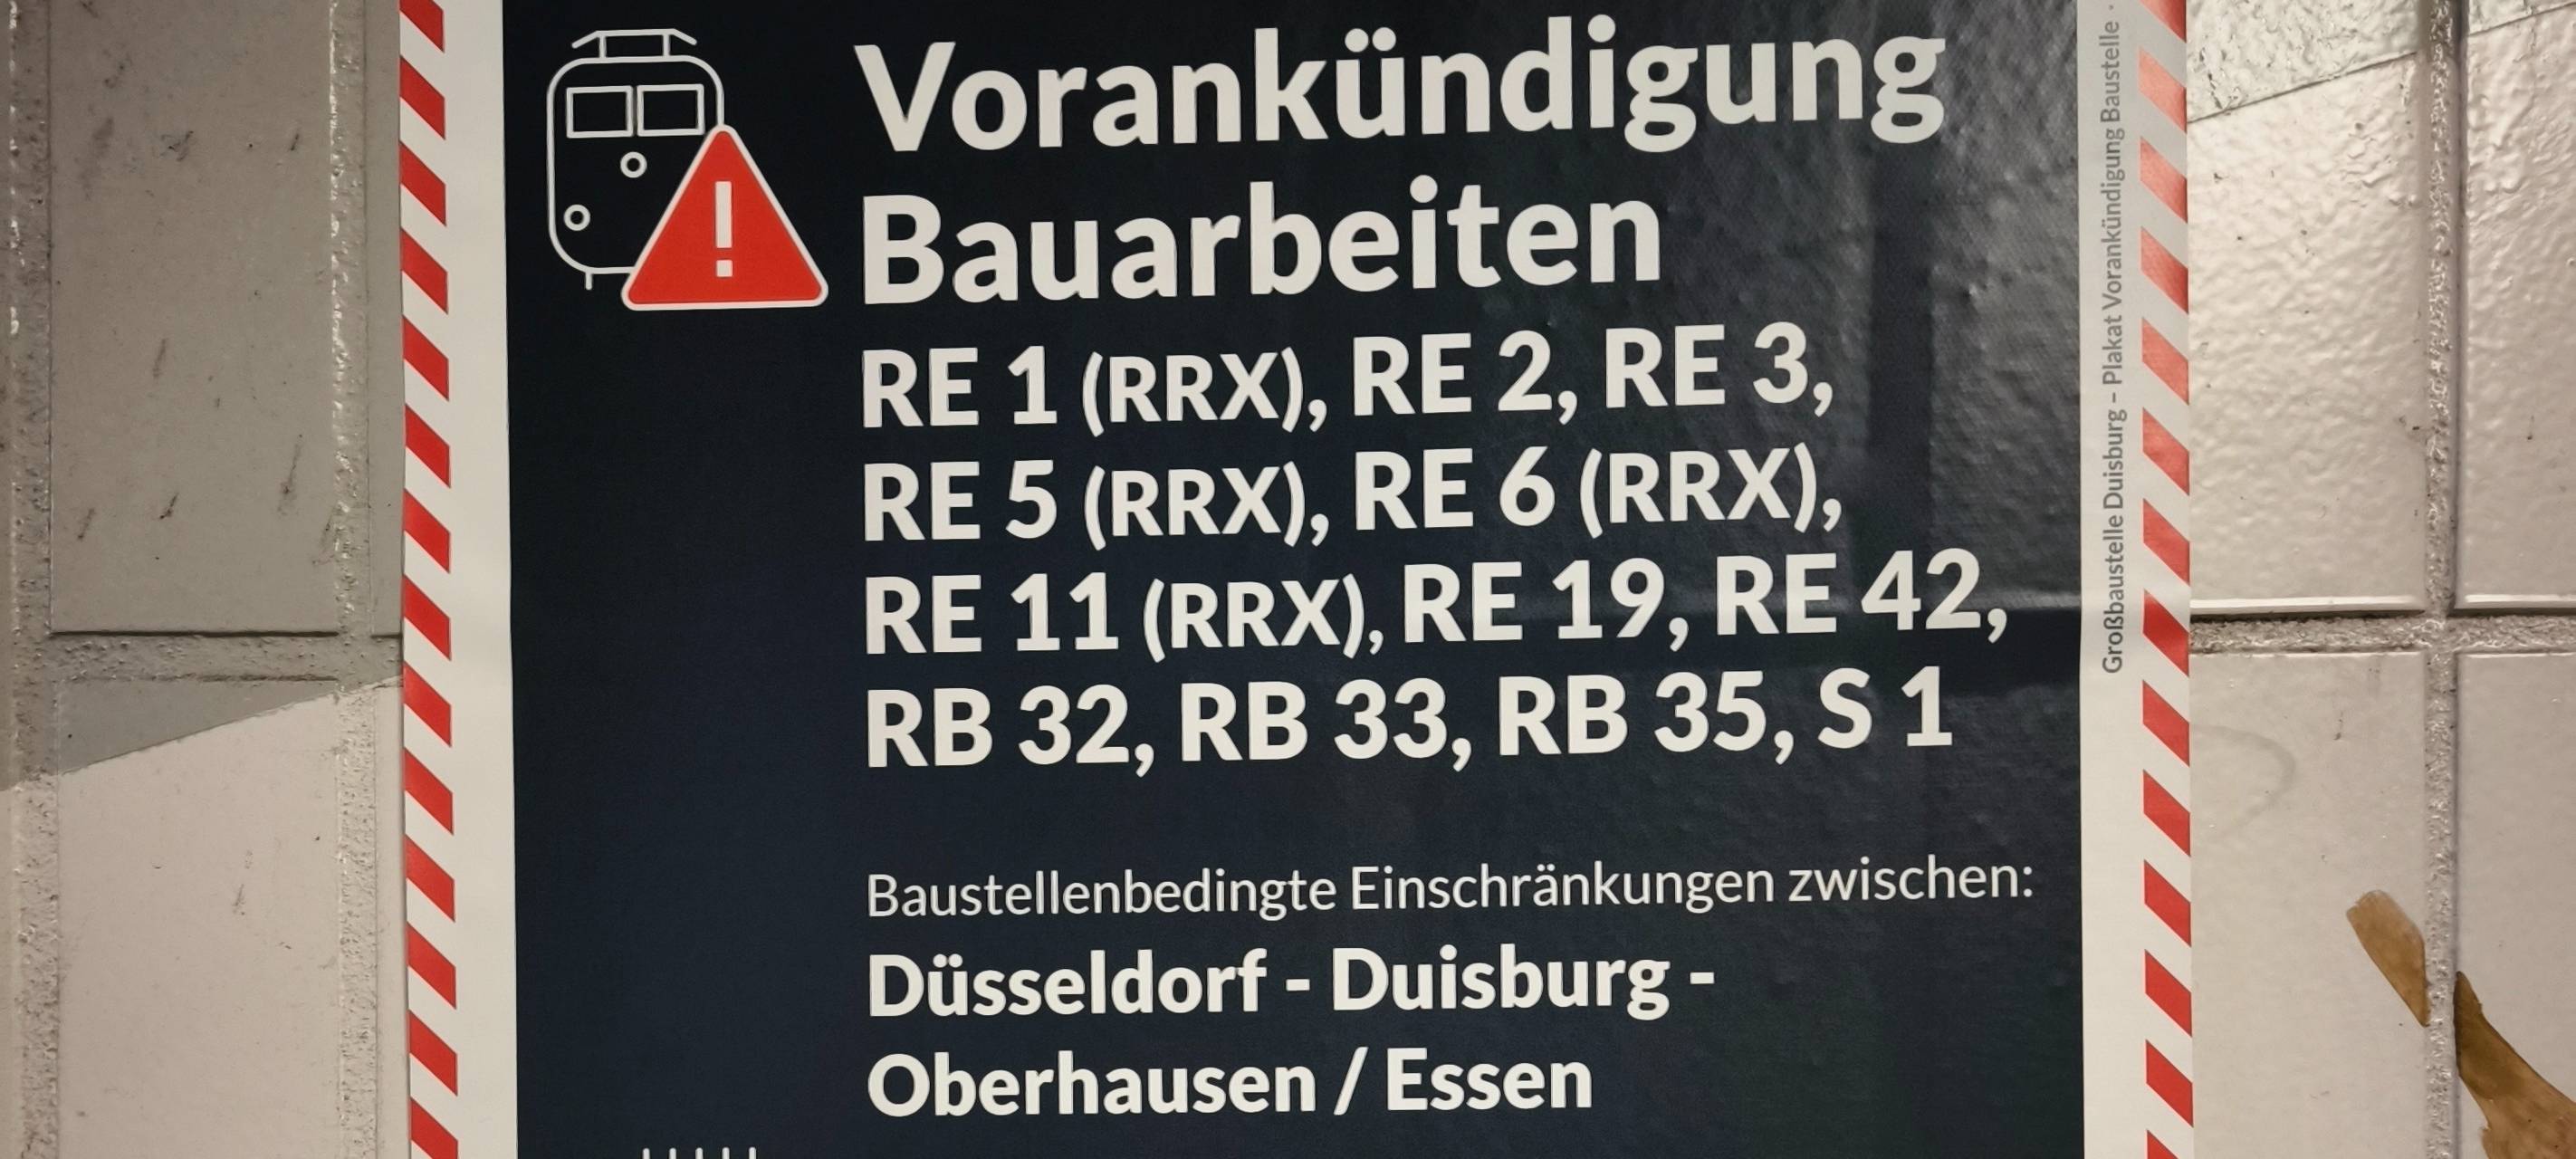 Vorankündigung
Bauarbeiten
RE 1 (RRX), RE 2, RE 3,
RE 5 (RRX), RE 6 (RRX),
RE 11 (RRX), RE 19, RE 42,
RB 32, RB 33, RB 35, S 1
Baustellenbedingte Einschränkungen zwischen:
Düsseldorf - Duisburg -
Oberhausen / Essen
Großbaustelle Duisburg – Plakat Vorankündigung Baustelle ·